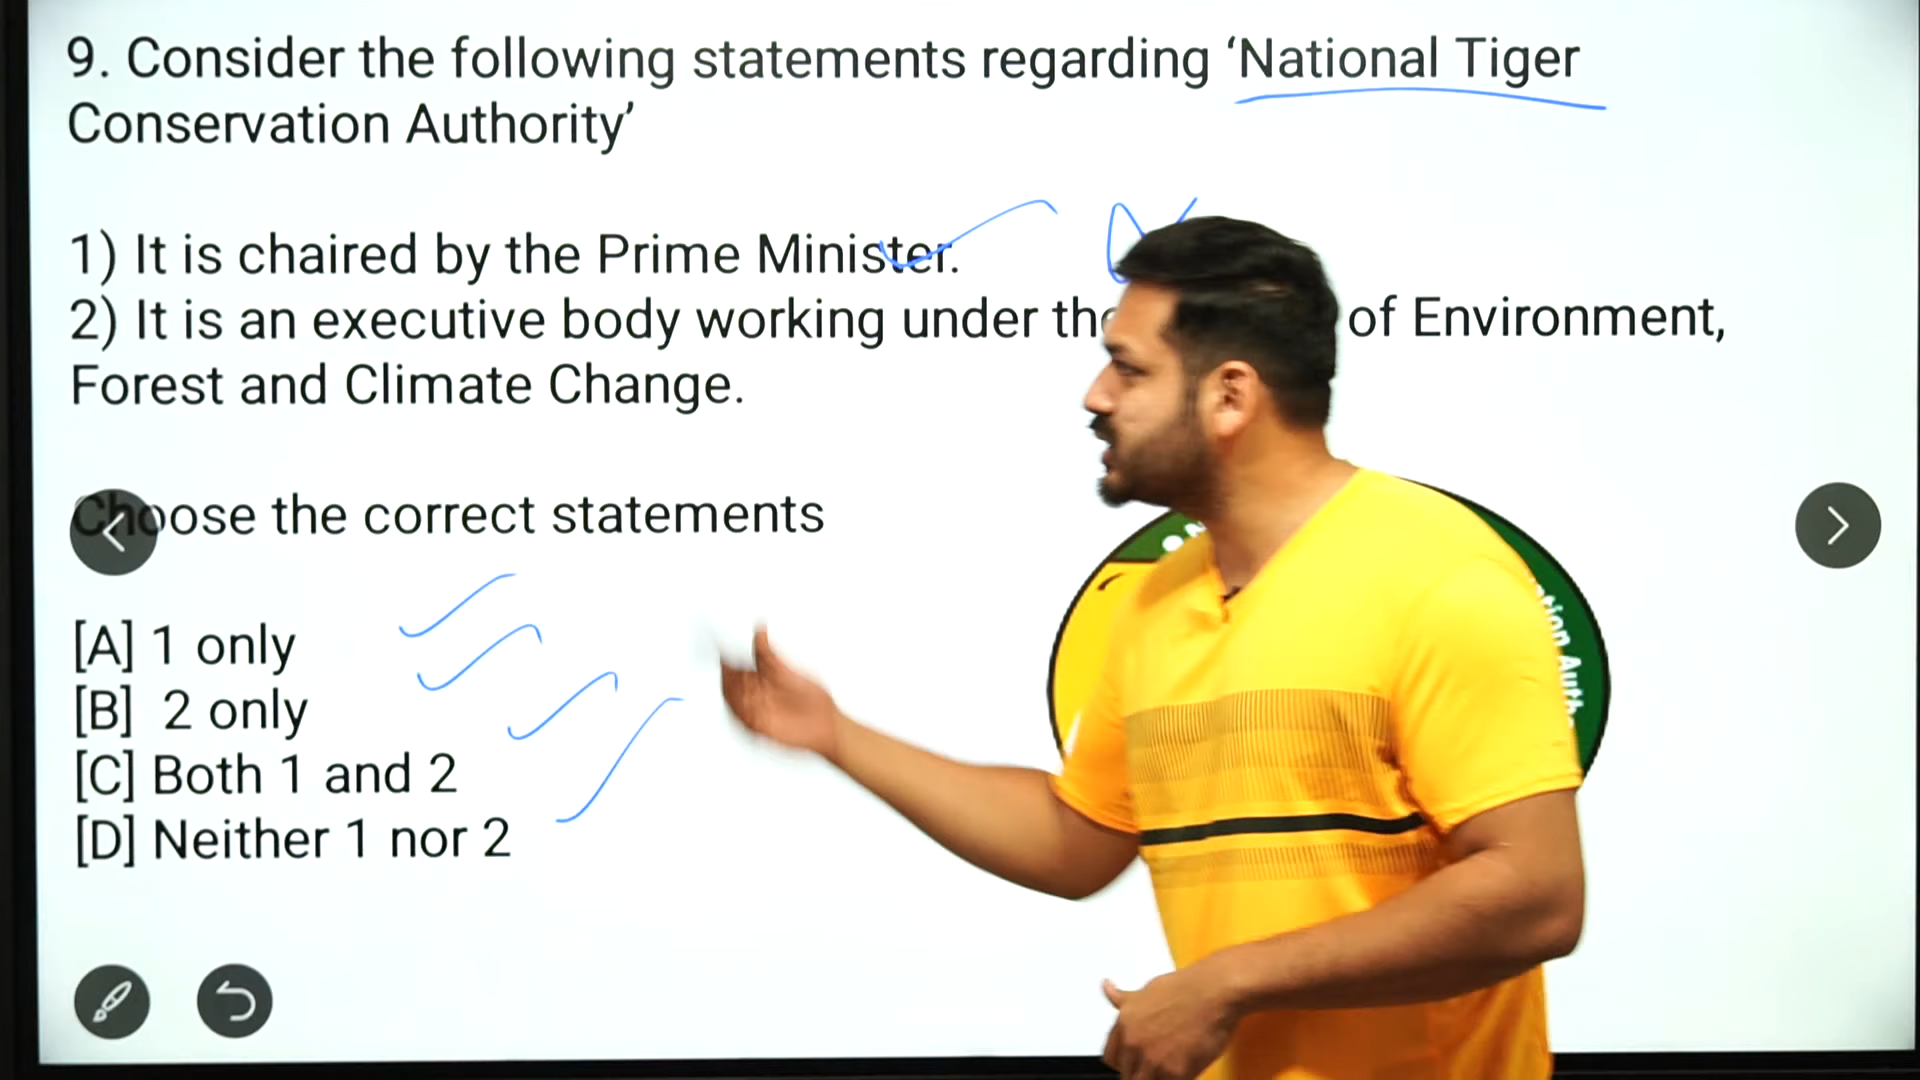 9. Consider the following statements regarding ‘National Tiger
Conservation Authority’
1) It is chaired by the Prime Minister.
2) It is an executive body working under the of Environment,
Forest and Climate Change.
Choose the correct statements
[A] 1 only
[B] 2 only
[C] Both 1 and 2
[D] Neither 1 nor 2